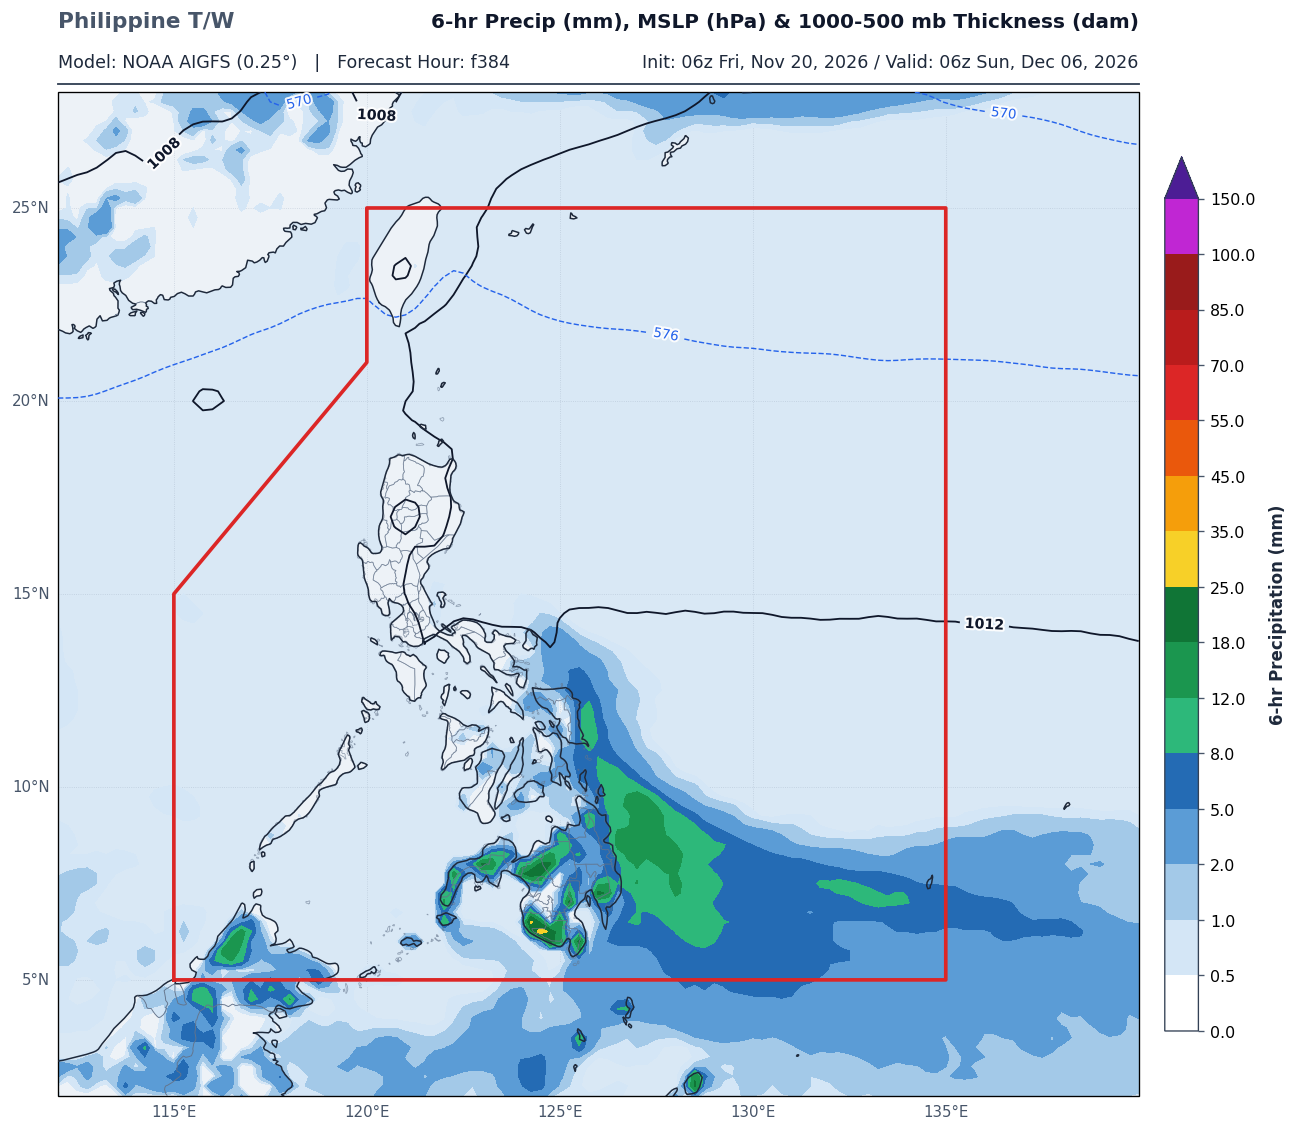 Philippine T/W
6-hr Precip (mm), MSLP (hPa) & 1000-500 mb Thickness (dam)
Model: NOAA AIGFS (0.25°)   |   Forecast Hour: f384
Init: 06z Fri, Nov 20, 2026 / Valid: 06z Sun, Dec 06, 2026
570
1008
570
1008
25°N
576
20°N
15°N
1012
10°N
5°N
115°E
120°E
125°E
130°E
135°E
150.0
100.0
85.0
70.0
55.0
45.0
35.0
25.0
18.0
12.0
8.0
5.0
2.0
1.0
0.5
0.0
6-hr Precipitation (mm)